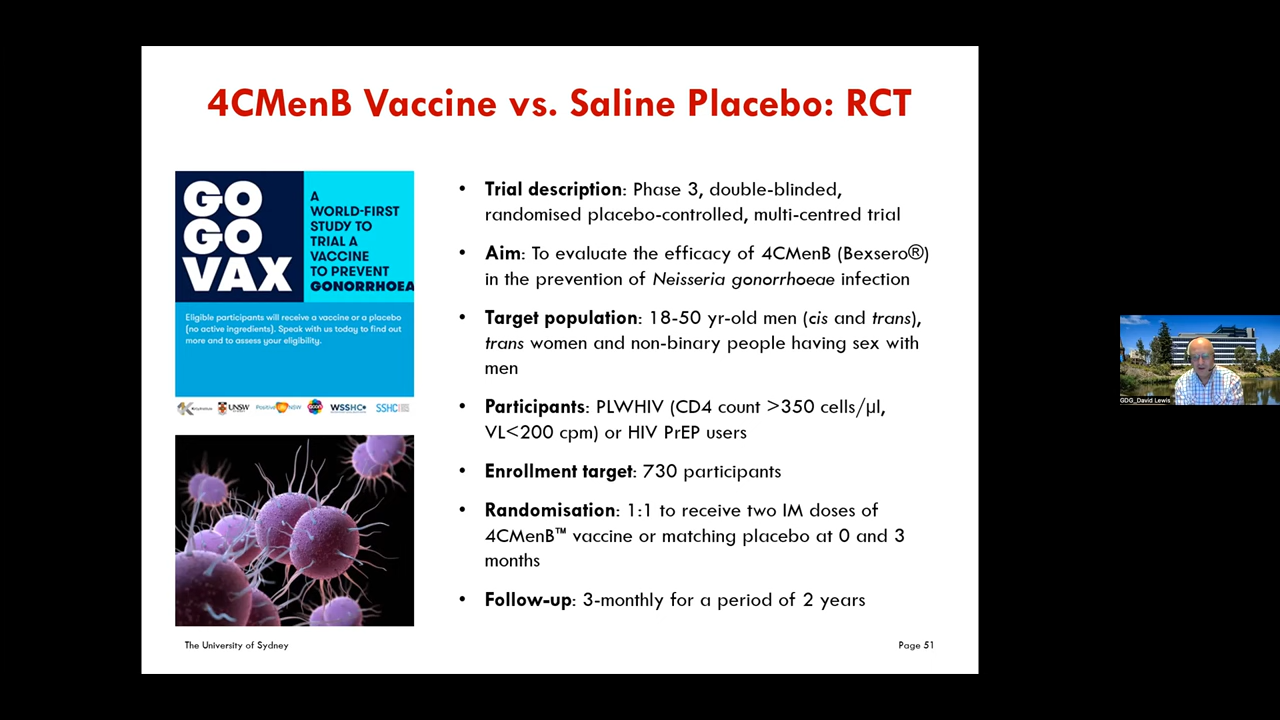 4CMenB Vaccine vs. Saline Placebo: RCT
GO
GO
VAX
A
WORLD-FIRST
STUDY TO
TRIAL A
VACCINE
TO PREVENT
GONORRHOEA
Eligible participants will receive a vaccine or a placebo
(no active ingredients). Speak with us today to find out
more and to assess your eligibility.
Kirby Institute
UNSW
Positive NSW
acon
WSSHC
SSHC
• Trial description: Phase 3, double-blinded,
randomised placebo-controlled, multi-centred trial
• Aim: To evaluate the efficacy of 4CMenB (Bexsero®)
in the prevention of Neisseria gonorrhoeae infection
• Target population: 18-50 yr-old men (cis and trans),
trans women and non-binary people having sex with
men
• Participants: PLWHIV (CD4 count >350 cells/µl,
VL<200 cpm) or HIV PrEP users
• Enrollment target: 730 participants
• Randomisation: 1:1 to receive two IM doses of
4CMenB™ vaccine or matching placebo at 0 and 3
months
• Follow-up: 3-monthly for a period of 2 years
The University of Sydney
Page 51
GDG_David Lewis